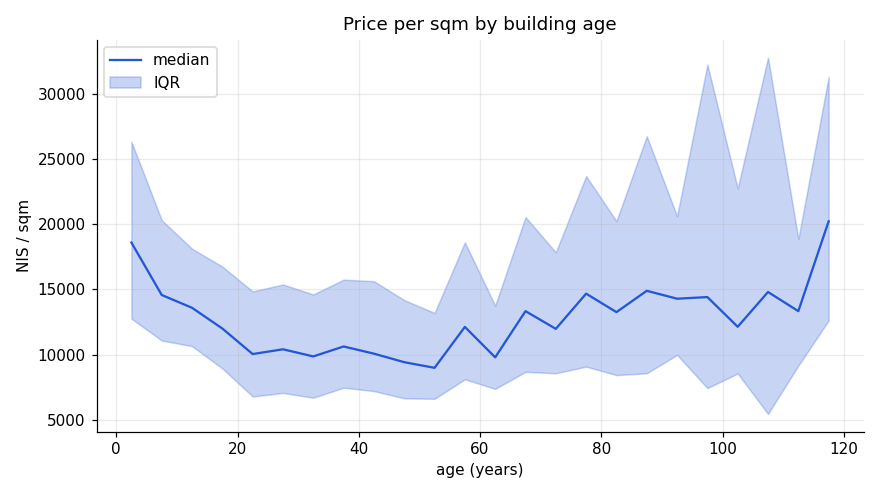 Price per sqm by building age
median
IQR
NIS / sqm
30000
25000
20000
15000
10000
5000
0 20 40 60 80 100 120
age (years)